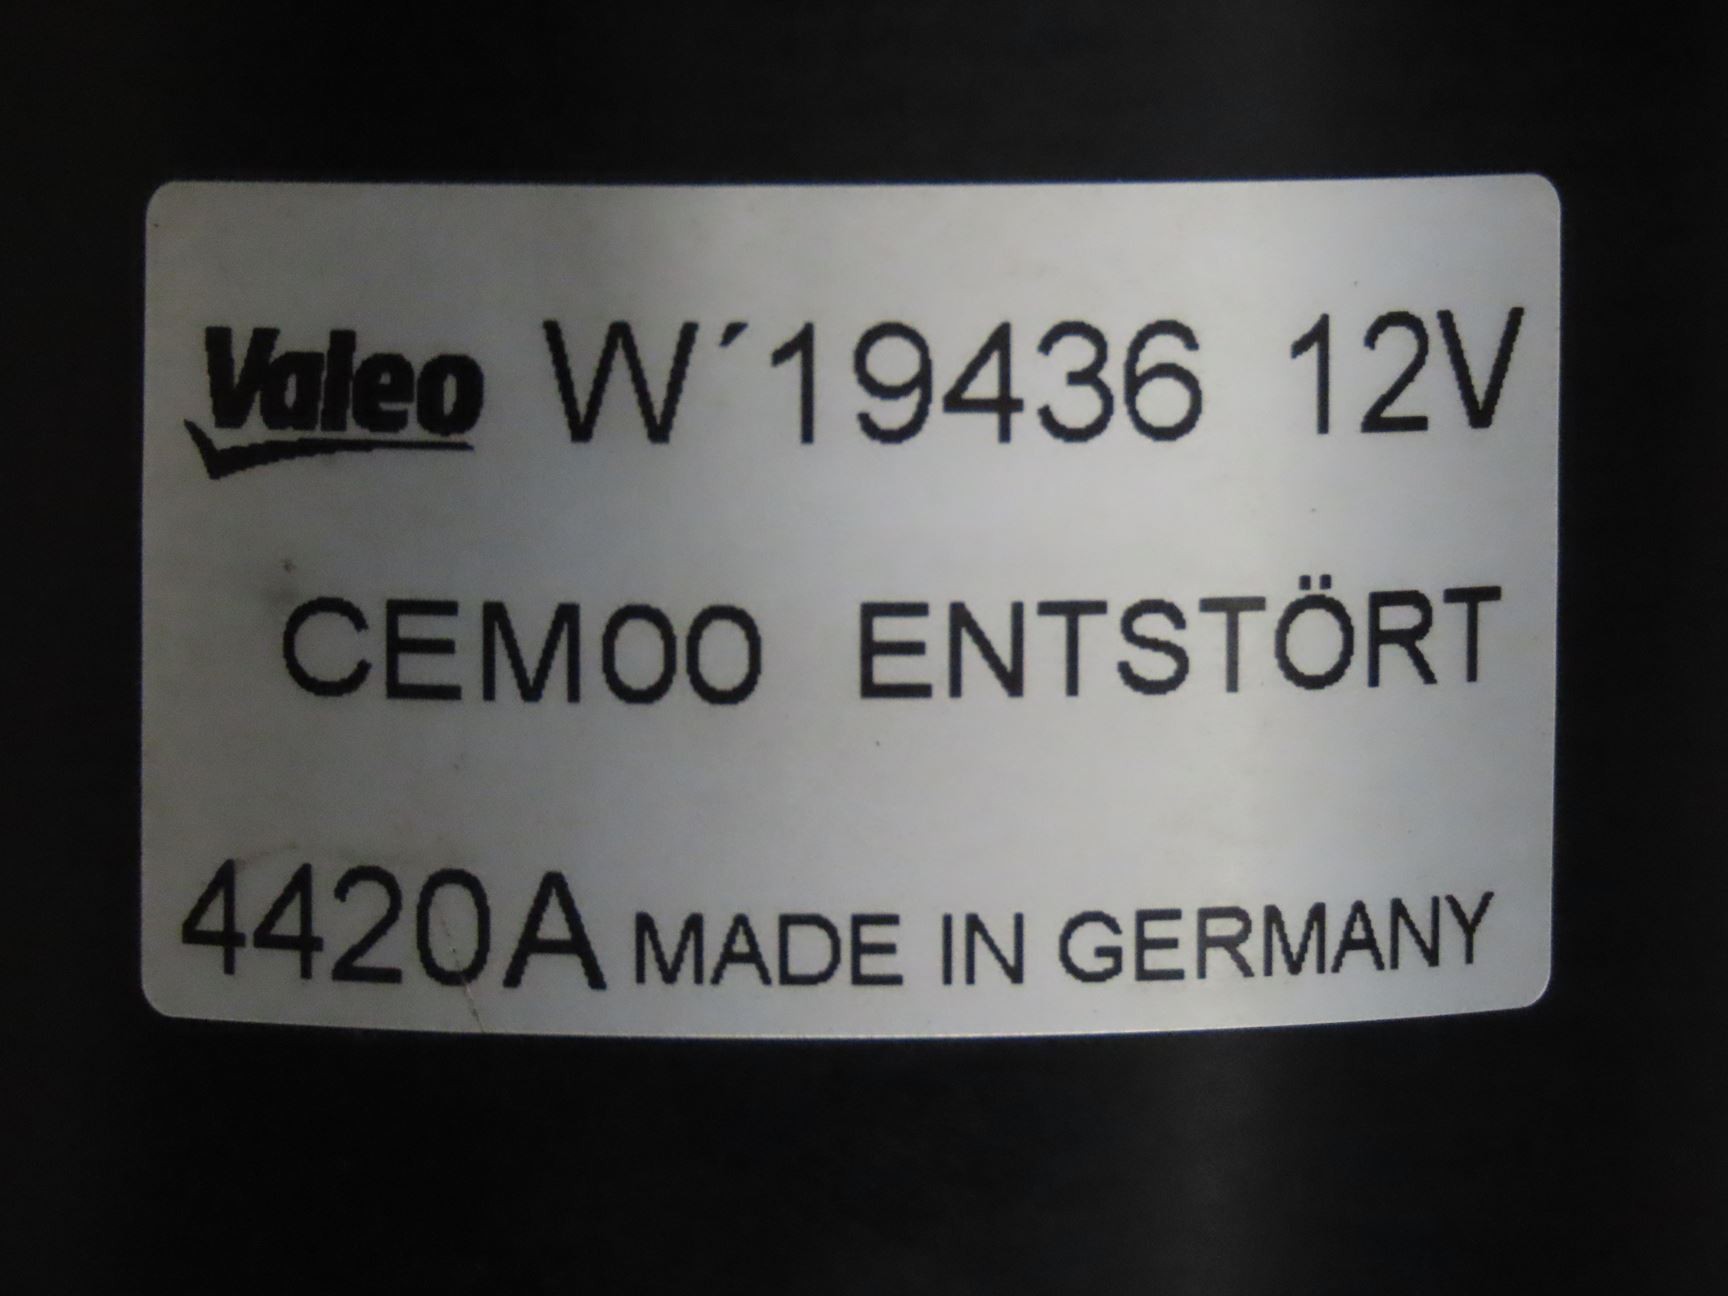 Valeo W´19436 12V
CEM00 ENTSTÖRT
4420A MADE IN GERMANY